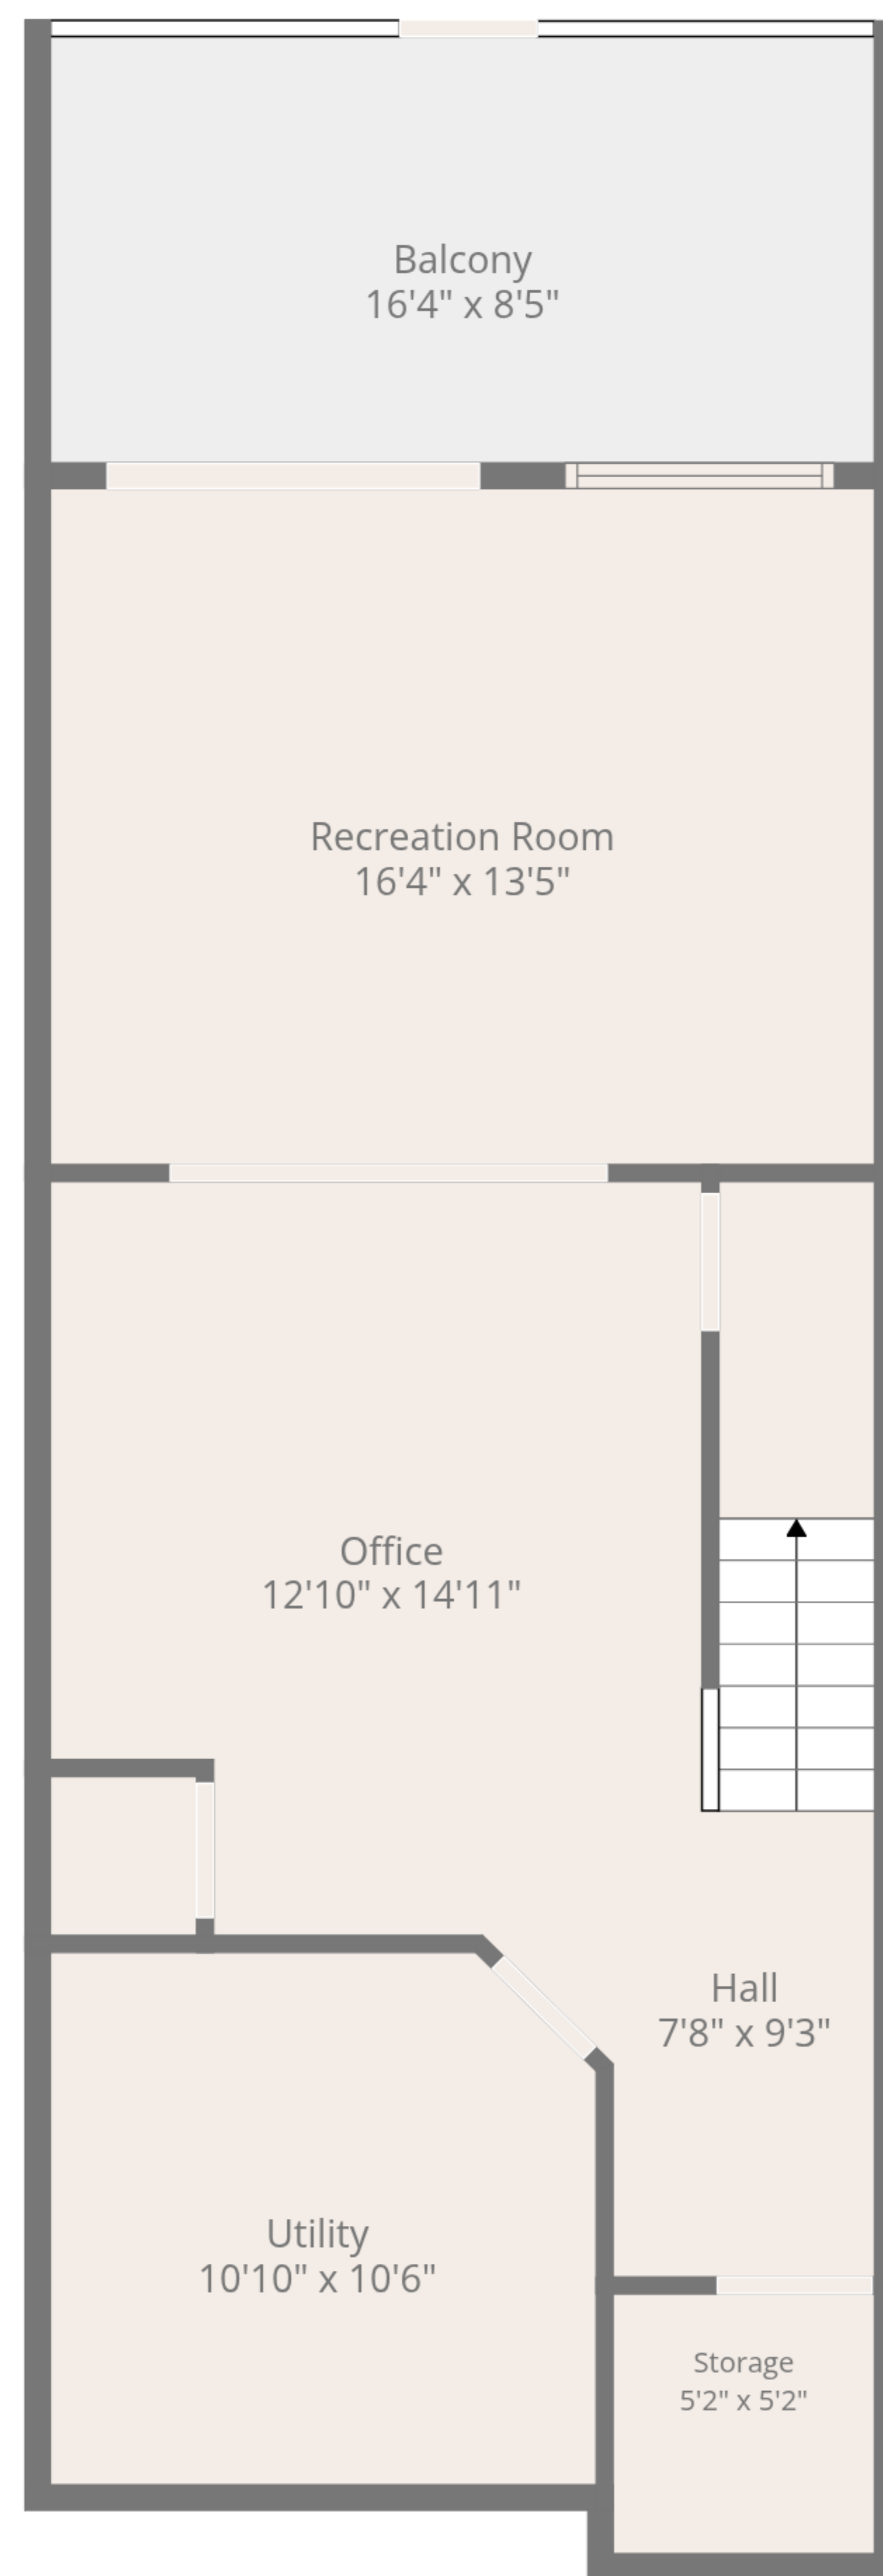 Balcony
16'4" x 8'5"
Recreation Room
16'4" x 13'5"
Office
12'10" x 14'11"
Hall
7'8" x 9'3"
Utility
10'10" x 10'6"
Storage
5'2" x 5'2"